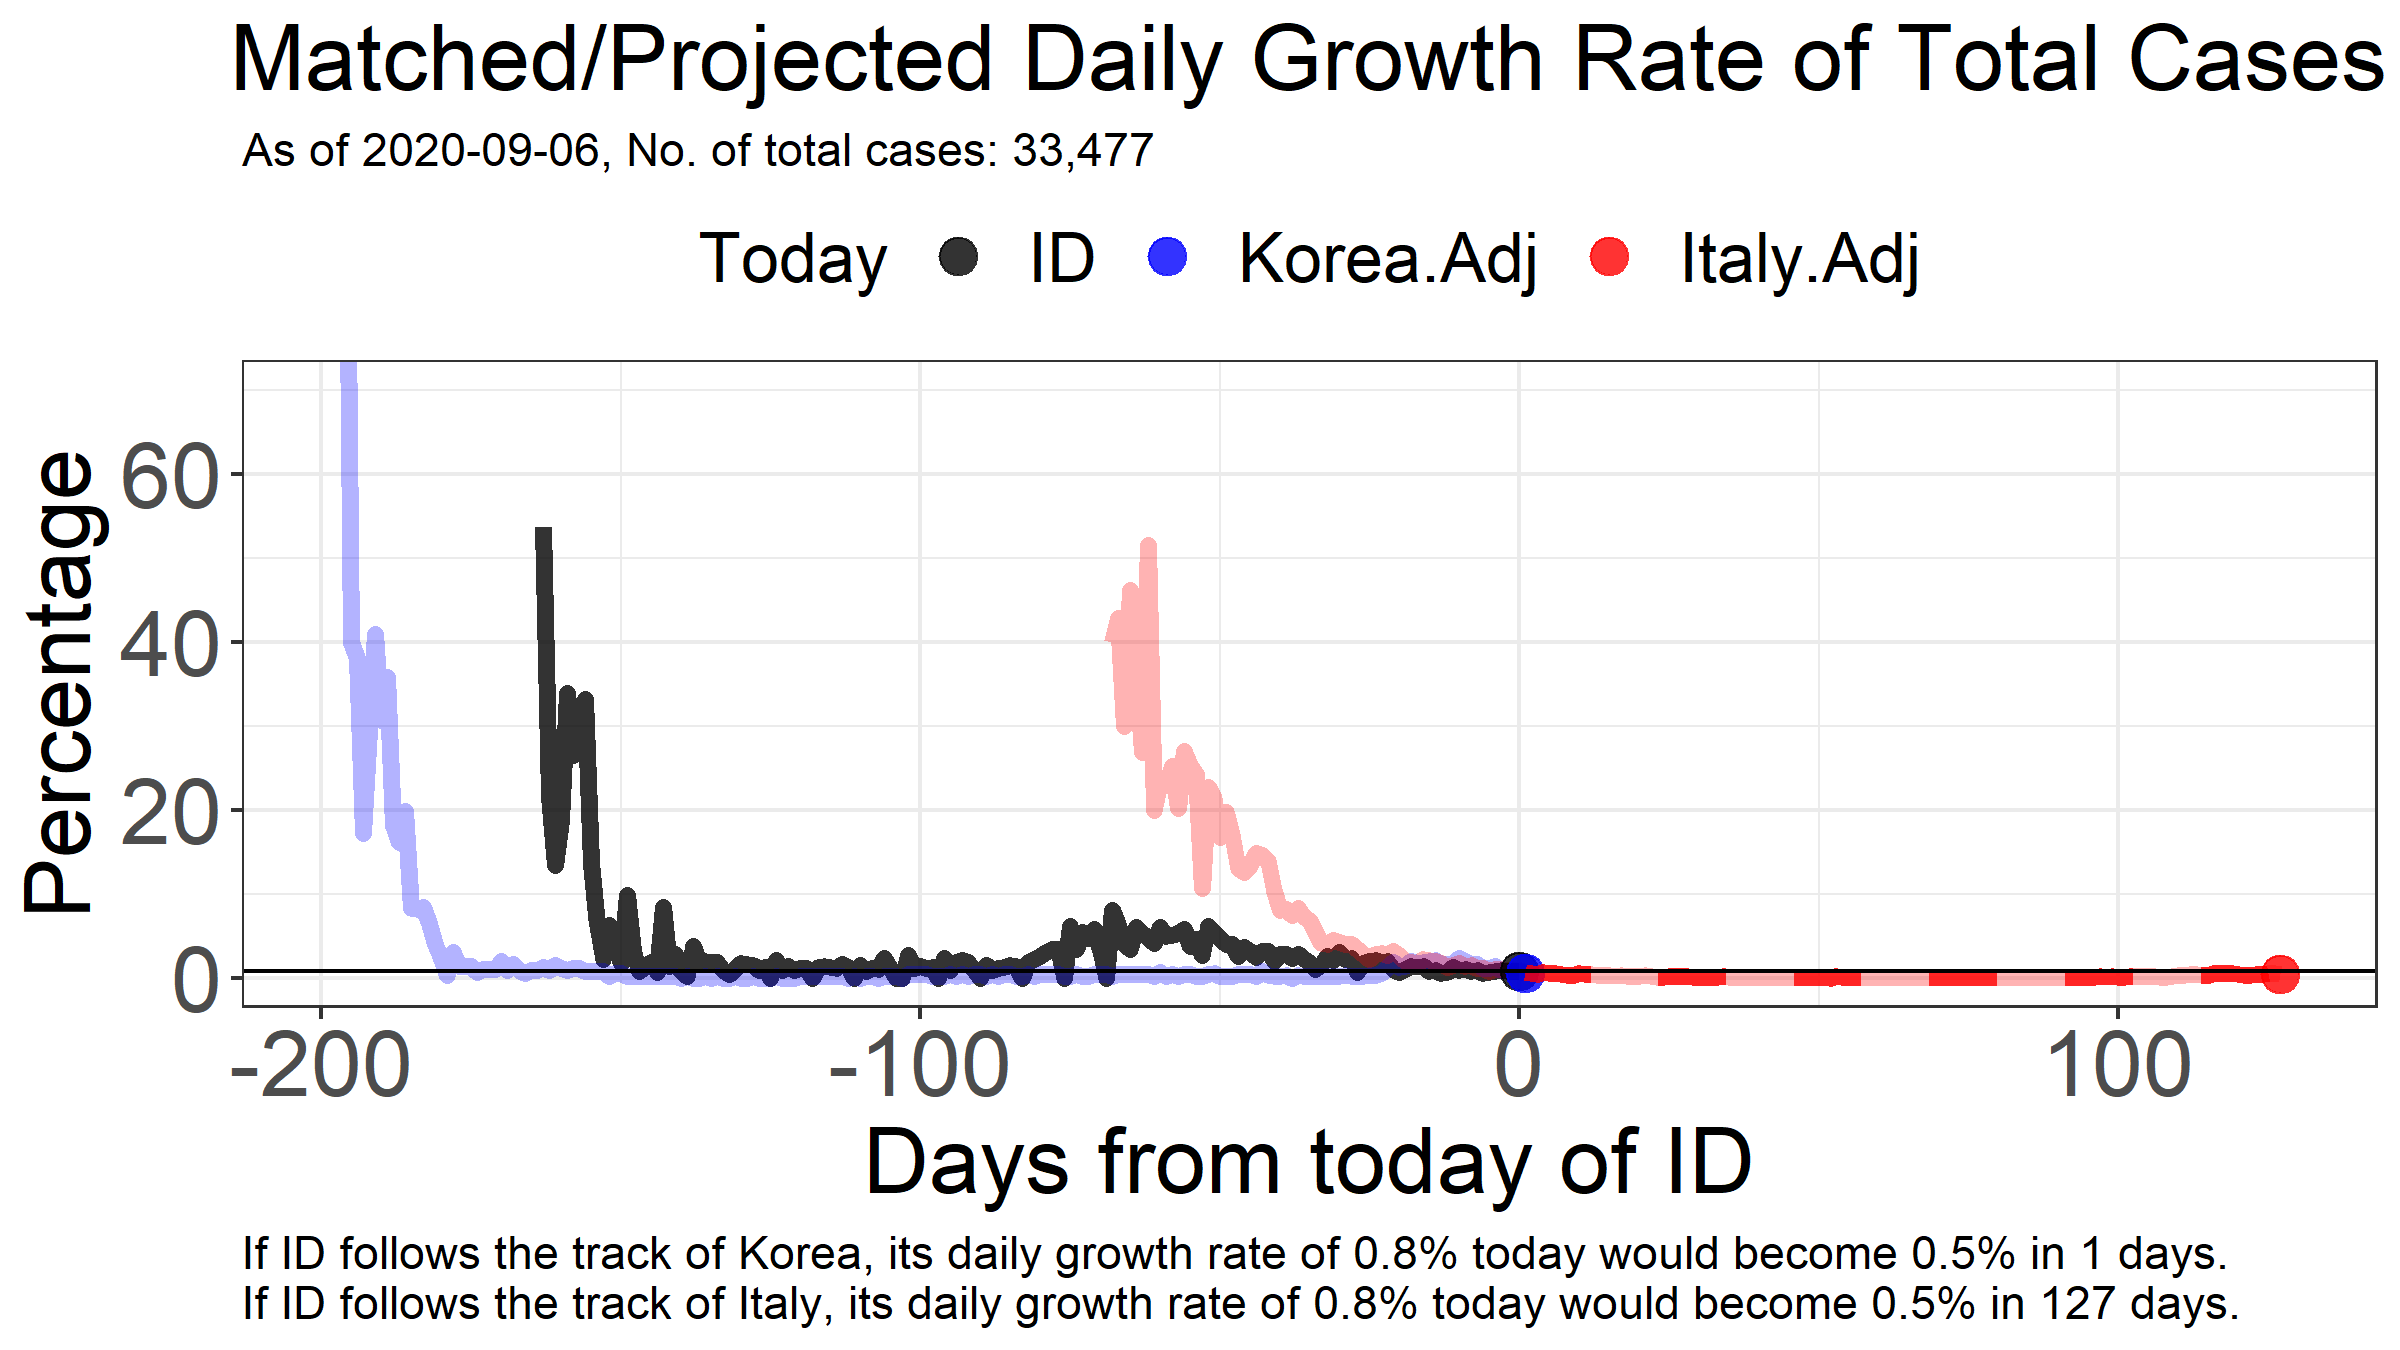 Matched/Projected Daily Growth Rate of Total Cases
As of 2020-09-06, No. of total cases: 33,477
Today ID Korea.Adj Italy.Adj
Percentage
60
40
20
0
-200 -100 0 100
Days from today of ID
If ID follows the track of Korea, its daily growth rate of 0.8% today would become 0.5% in 1 days.
If ID follows the track of Italy, its daily growth rate of 0.8% today would become 0.5% in 127 days.